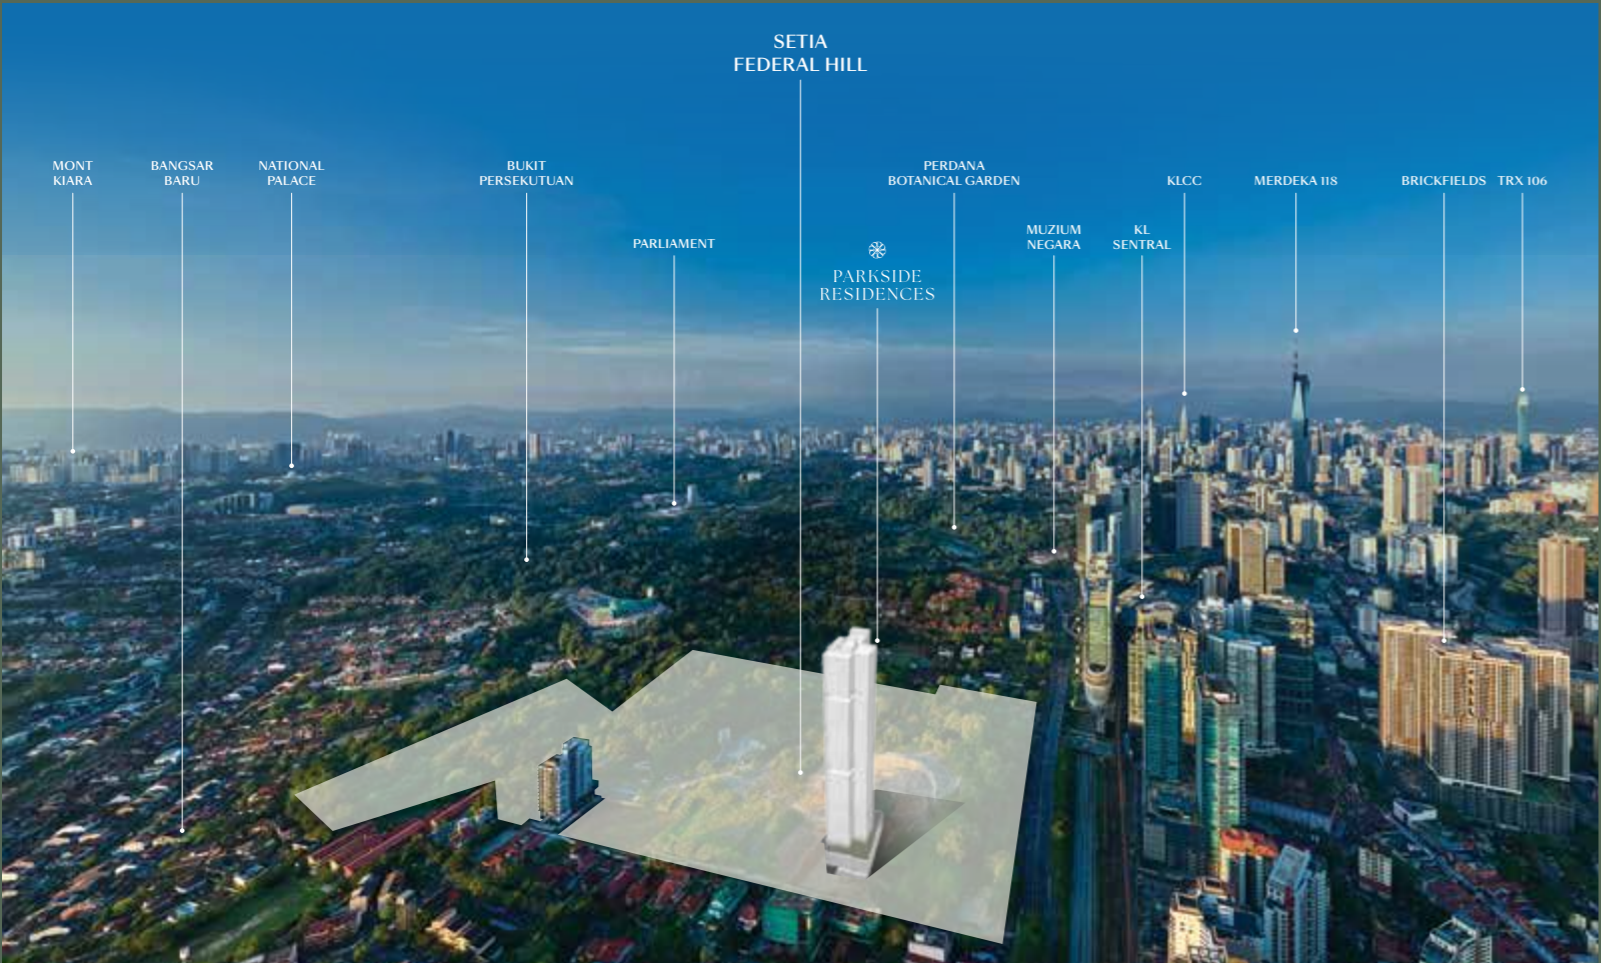 SETIA
FEDERAL HILL
MONT
KIARA
BANGSAR
BARU
NATIONAL
PALACE
BUKIT
PERSEKUTUAN
PERDANA
BOTANICAL GARDEN
KLCC
MERDEKA 118
BRICKFIELDS
TRX 106
PARLIAMENT
MUZIUM
NEGARA
KL
SENTRAL
PARKSIDE
RESIDENCES